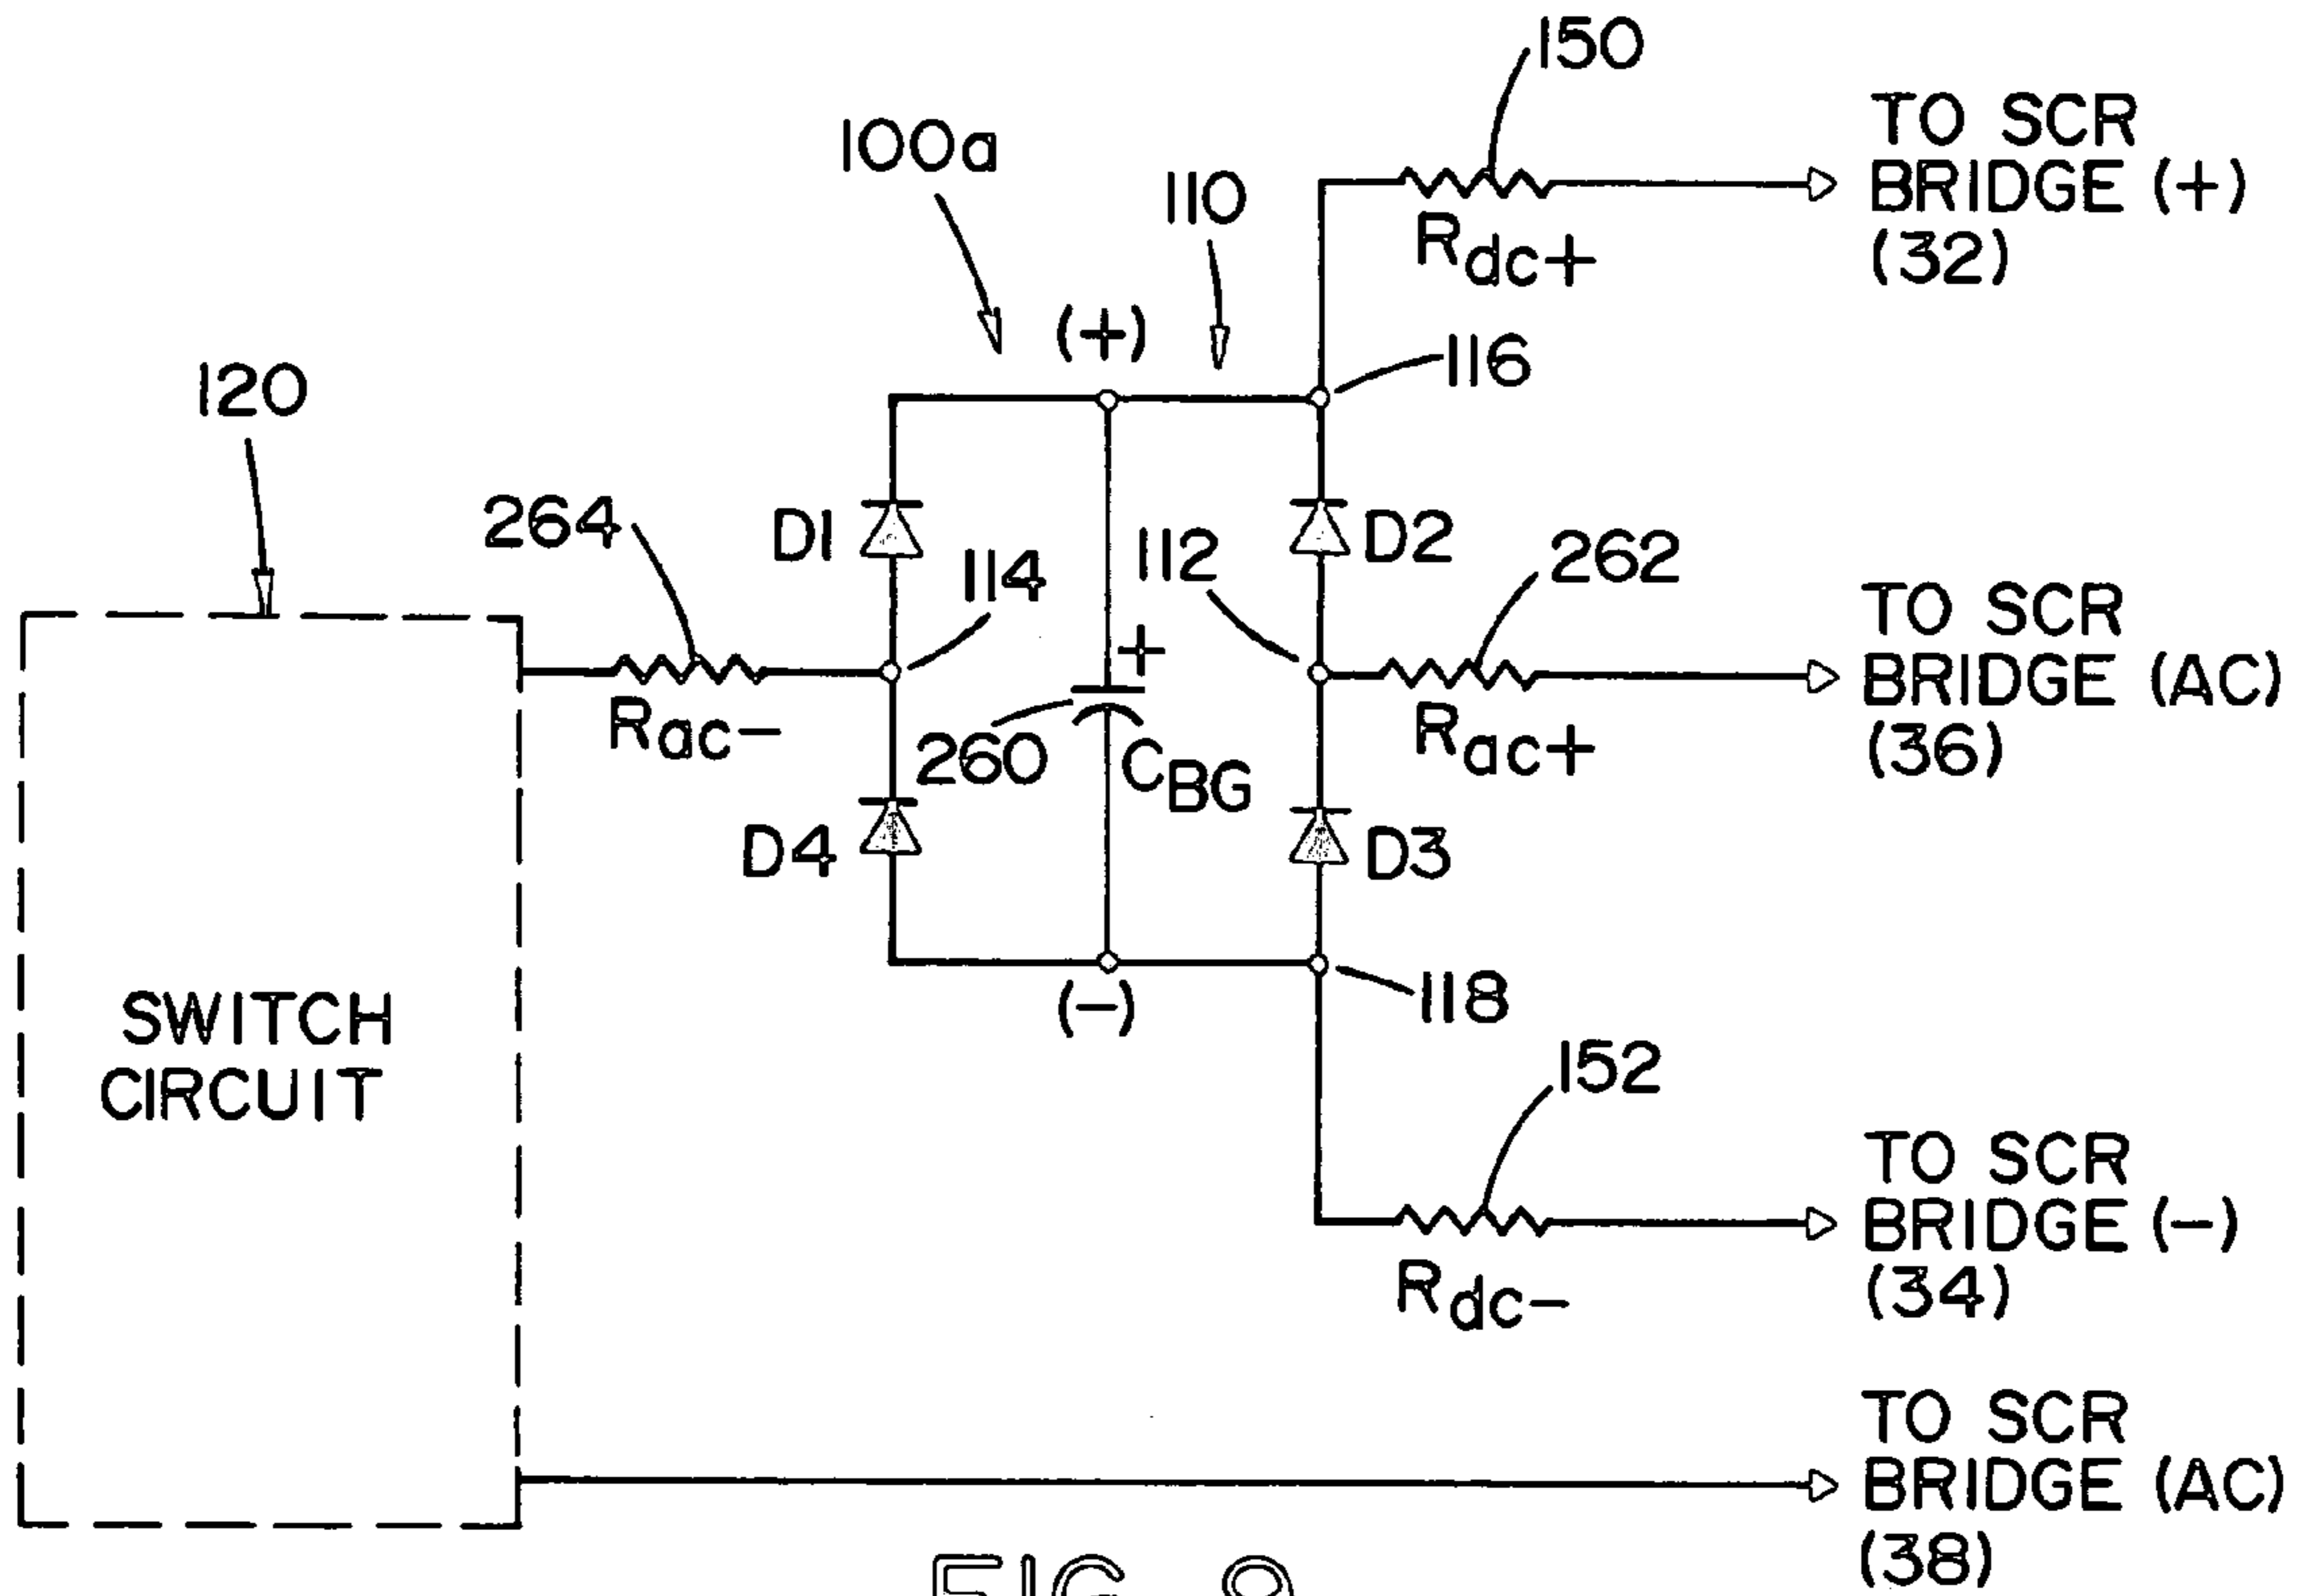 150
TO SCR
BRIDGE (+)
(32)
100a
110
Rdc+
(+)
116
120
264
D1
114
112
D2
262
TO SCR
BRIDGE (AC)
(36)
+
Rac-
260
CBG
Rac+
D4
D3
(-)
118
SWITCH
CIRCUIT
152
TO SCR
BRIDGE (-)
(34)
Rdc-
TO SCR
BRIDGE (AC)
(38)
FIG. 9